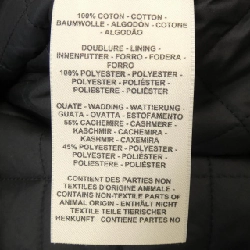 100% COTON - COTTON -
BAUMWOLLE - ALGODON - COTONE
- ALGODÃO
DOUBLURE - LINING -
INNENFUTTER - FORRO - FODERA -
FORRO
100% POLYESTER - POLYESTER -
POLYESTER - POLIESTER -
POLIESTERE - POLIÉSTER
OUATE - WADDING - WATTIERUNG
GUATA - OVATTA - ESTOFAMENTO
55% CACHEMIRE - CASHMERE -
KASCHMIR - CACHEMIRA -
KASHMIR - CAXEMIRA
45% POLYESTER - POLYESTER -
POLYESTER - POLIESTER -
POLIESTERE - POLIÉSTER
CONTIENT DES PARTIES NON
TEXTILES D'ORIGINE ANIMALE -
CONTAINS NON-TEXTILE PARTS OF
ANIMAL ORIGIN - ENTHÄLT NICHT
TEXTILE TEILE TIERISCHER
HERKUNFT - CONTIENE PARTES NO